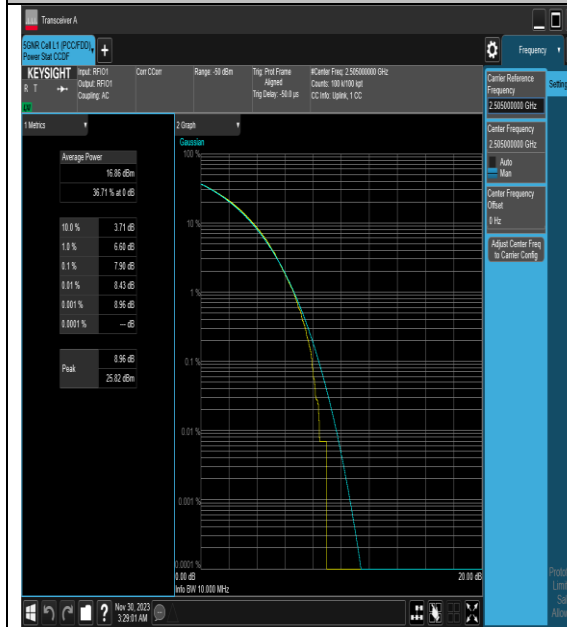 Transceiver A
5GNR Cell L1 (PCC/FDD),
Power Stat CCDF
Frequency
KEYSIGHT
R T
Input: RFIO1
Output: RFIO1
Coupling: AC
Corr CCorr
Range: -50 dBm
Trig: Prot Frame
Aligned
Trig Delay: -50.0 µs
#Center Freq: 2.505000000 GHz
Counts: 100 k/100 kpt
CC Info: Uplink, 1 CC
Carrier Reference
Frequency
2.505000000 GHz
Setting
Center Frequency
2.505000000 GHz
Auto
Man
Center Frequency
Offset
0 Hz
Adjust Center Freq
to Carrier Config
1 Metrics
Average Power
16.86 dBm
36.71 % at 0 dB
10.0 % 3.71 dB
1.0 % 6.60 dB
0.1 % 7.90 dB
0.01 % 8.43 dB
0.001 % 8.96 dB
0.0001 % --- dB
Peak
8.96 dB
25.82 dBm
2 Graph
Gaussian
100 %
10 %
1 %
0.1 %
0.01 %
0.001 %
0.0001 %
0.00 dB
20.00 dB
Info BW 10.000 MHz
Nov 30, 2023
3:29:01 AM